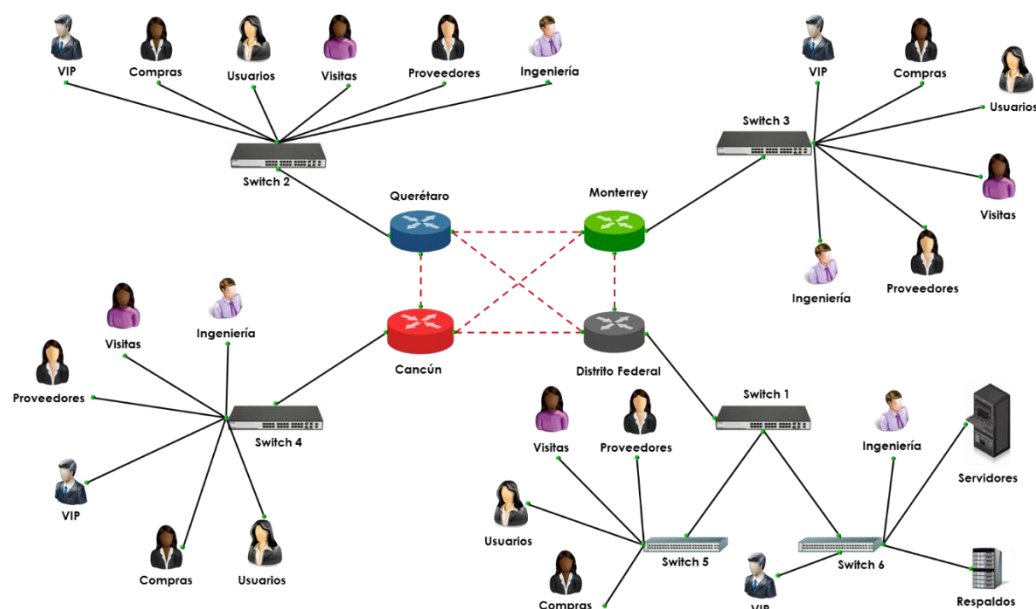 VIP
Compras
Usuarios
Visitas
Proveedores
Ingeniería
Switch 2
VIP
Compras
Usuarios
Switch 3
Visitas
Ingeniería
Proveedores
Querétaro
Monterrey
Cancún
Distrito Federal
Visitas
Ingeniería
Proveedores
Switch 4
VIP
Compras
Usuarios
Switch 1
Visitas
Proveedores
Ingeniería
Servidores
Usuarios
Switch 5
Switch 6
Compras
VIP
Respaldos